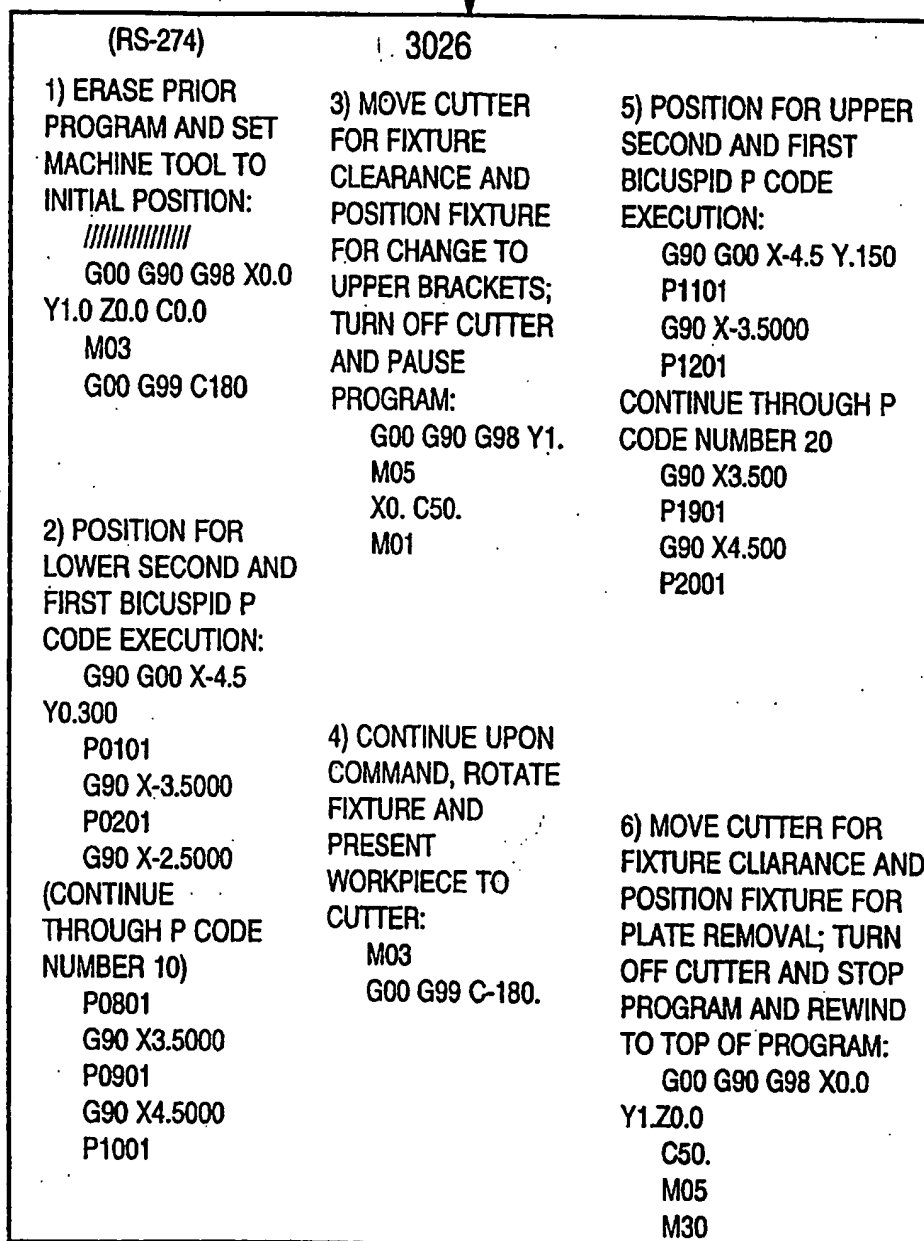 (RS-274)
3026
1) ERASE PRIOR
PROGRAM AND SET
MACHINE TOOL TO
INITIAL POSITION:
////////////////
G00 G90 G98 X0.0
Y1.0 Z0.0 C0.0
M03
G00 G99 C180
2) POSITION FOR
LOWER SECOND AND
FIRST BICUSPID P
CODE EXECUTION:
G90 G00 X-4.5
Y0.300
P0101
G90 X-3.5000
P0201
G90 X-2.5000
(CONTINUE
THROUGH P CODE
NUMBER 10)
P0801
G90 X3.5000
P0901
G90 X4.5000
P1001
3) MOVE CUTTER
FOR FIXTURE
CLEARANCE AND
POSITION FIXTURE
FOR CHANGE TO
UPPER BRACKETS;
TURN OFF CUTTER
AND PAUSE
PROGRAM:
G00 G90 G98 Y1.
M05
X0. C50.
M01
4) CONTINUE UPON
COMMAND, ROTATE
FIXTURE AND
PRESENT
WORKPIECE TO
CUTTER:
M03
G00 G99 C-180.
5) POSITION FOR UPPER
SECOND AND FIRST
BICUSPID P CODE
EXECUTION:
G90 G00 X-4.5 Y.150
P1101
G90 X-3.5000
P1201
CONTINUE THROUGH P
CODE NUMBER 20
G90 X3.500
P1901
G90 X4.500
P2001
6) MOVE CUTTER FOR
FIXTURE CLIARANCE AND
POSITION FIXTURE FOR
PLATE REMOVAL; TURN
OFF CUTTER AND STOP
PROGRAM AND REWIND
TO TOP OF PROGRAM:
G00 G90 G98 X0.0
Y1.Z0.0
C50.
M05
M30